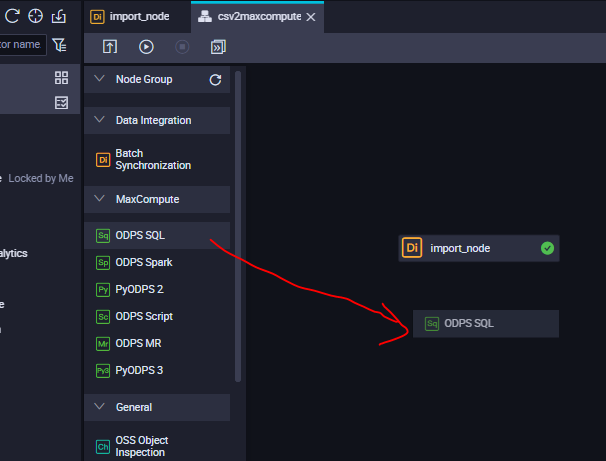 Di import_node
csv2maxcompute
tor name
Node Group
Data Integration
Di Batch
Synchronization
e Locked by Me
MaxCompute
Sq ODPS SQL
Sp ODPS Spark
Py PyODPS 2
Sc ODPS Script
Mr ODPS MR
Py3 PyODPS 3
General
Ch OSS Object
Inspection
alytics
e
Di import_node
Sq ODPS SQL